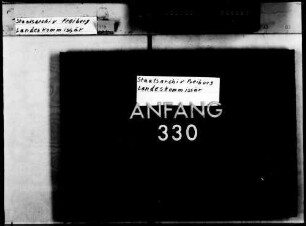 Staatsarchiv Freiburg
Landeskommissär
Staatsarchiv Freiburg
Landeskommissär
ANFANG
330